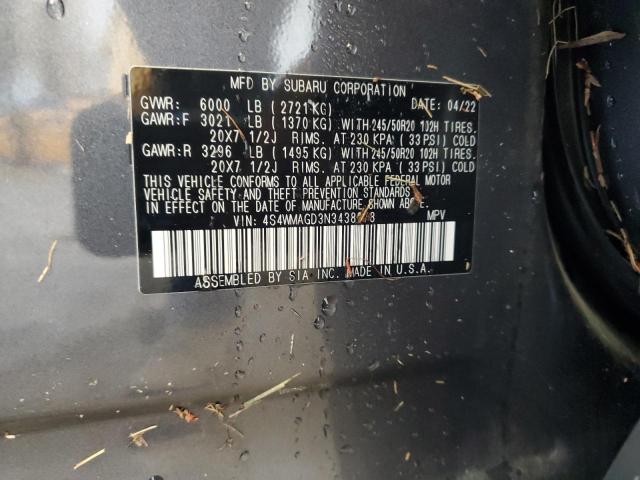 MFD BY SUBARU CORPORATION
GVWR: 6000 LB (2721KG) DATE: 04/22
GAWR:F 3021 LB (1370 KG) WITH 245/50R20 102H TIRES.
20X7 1/2J RIMS. AT 230 KPA (33 PSI) COLD
GAWR:R 3296 LB (1495 KG) WITH 245/50R20 102H TIRES.
20X7 1/2J RIMS. AT 230 KPA (33 PSI) COLD
THIS VEHICLE CONFORMS TO ALL APPLICABLE FEDERAL MOTOR
VEHICLE SAFETY AND THEFT PREVENTION STANDARDS
IN EFFECT ON THE DATE OF MANUFACTURE SHOWN ABOVE.
VIN: MPV
ASSEMBLED BY SIA, INC. MADE IN U.S.A.